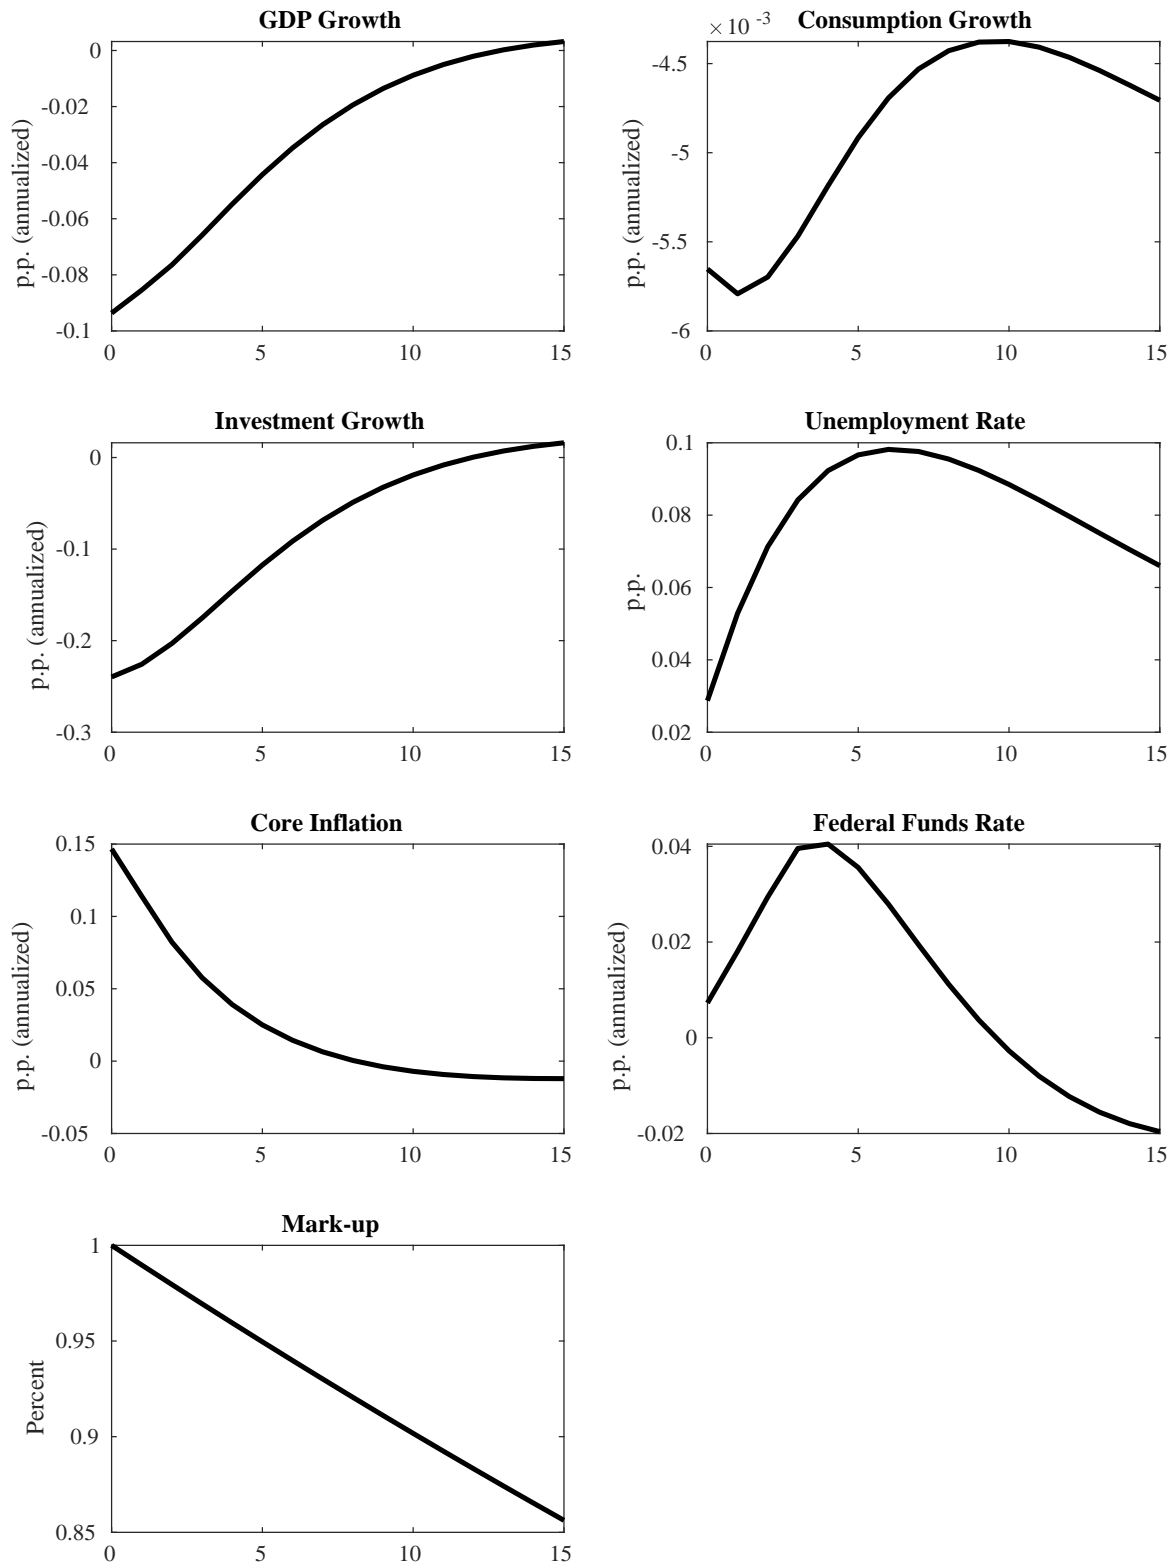 GDP Growth
p.p. (annualized)
0
-0.02
-0.04
-0.06
-0.08
-0.1
0 5 10 15
Consumption Growth
× 10 -3
p.p. (annualized)
-4.5
-5
-5.5
-6
0 5 10 15
Investment Growth
p.p. (annualized)
0
-0.1
-0.2
-0.3
0 5 10 15
Unemployment Rate
p.p.
0.1
0.08
0.06
0.04
0.02
0 5 10 15
Core Inflation
p.p. (annualized)
0.15
0.1
0.05
0
-0.05
0 5 10 15
Federal Funds Rate
p.p. (annualized)
0.04
0.02
0
-0.02
0 5 10 15
Mark-up
Percent
1
0.95
0.9
0.85
0 5 10 15